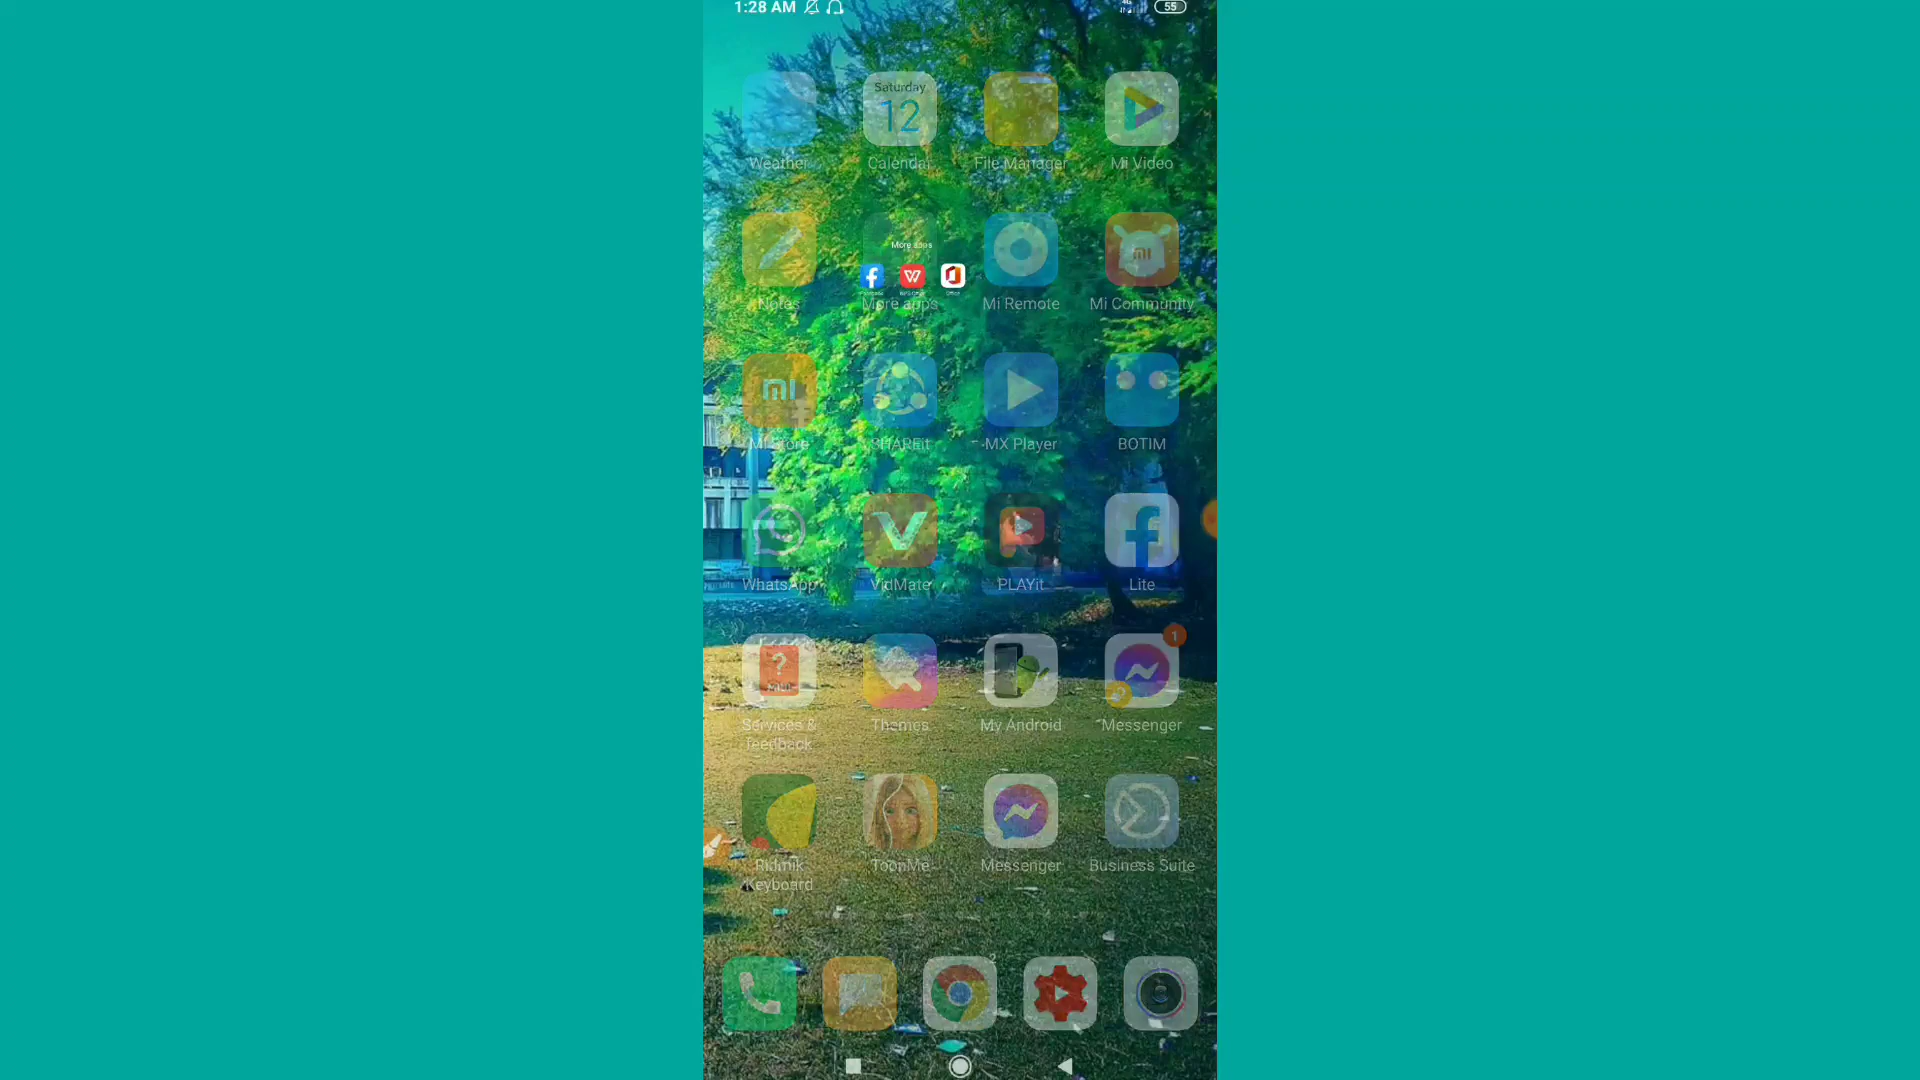 1:28 AM
55
Saturday
12
Weather
Calendar
File Manager
Mi Video
More apps
Notes
More apps
Mi Remote
Mi Community
Mi Store
SHAREit
MX Player
BOTIM
WhatsApp
VidMate
PLAYit
Lite
1
Services &
feedback
Themes
My Android
Messenger
Ridmik
Keyboard
ToonMe
Messenger
Business Suite